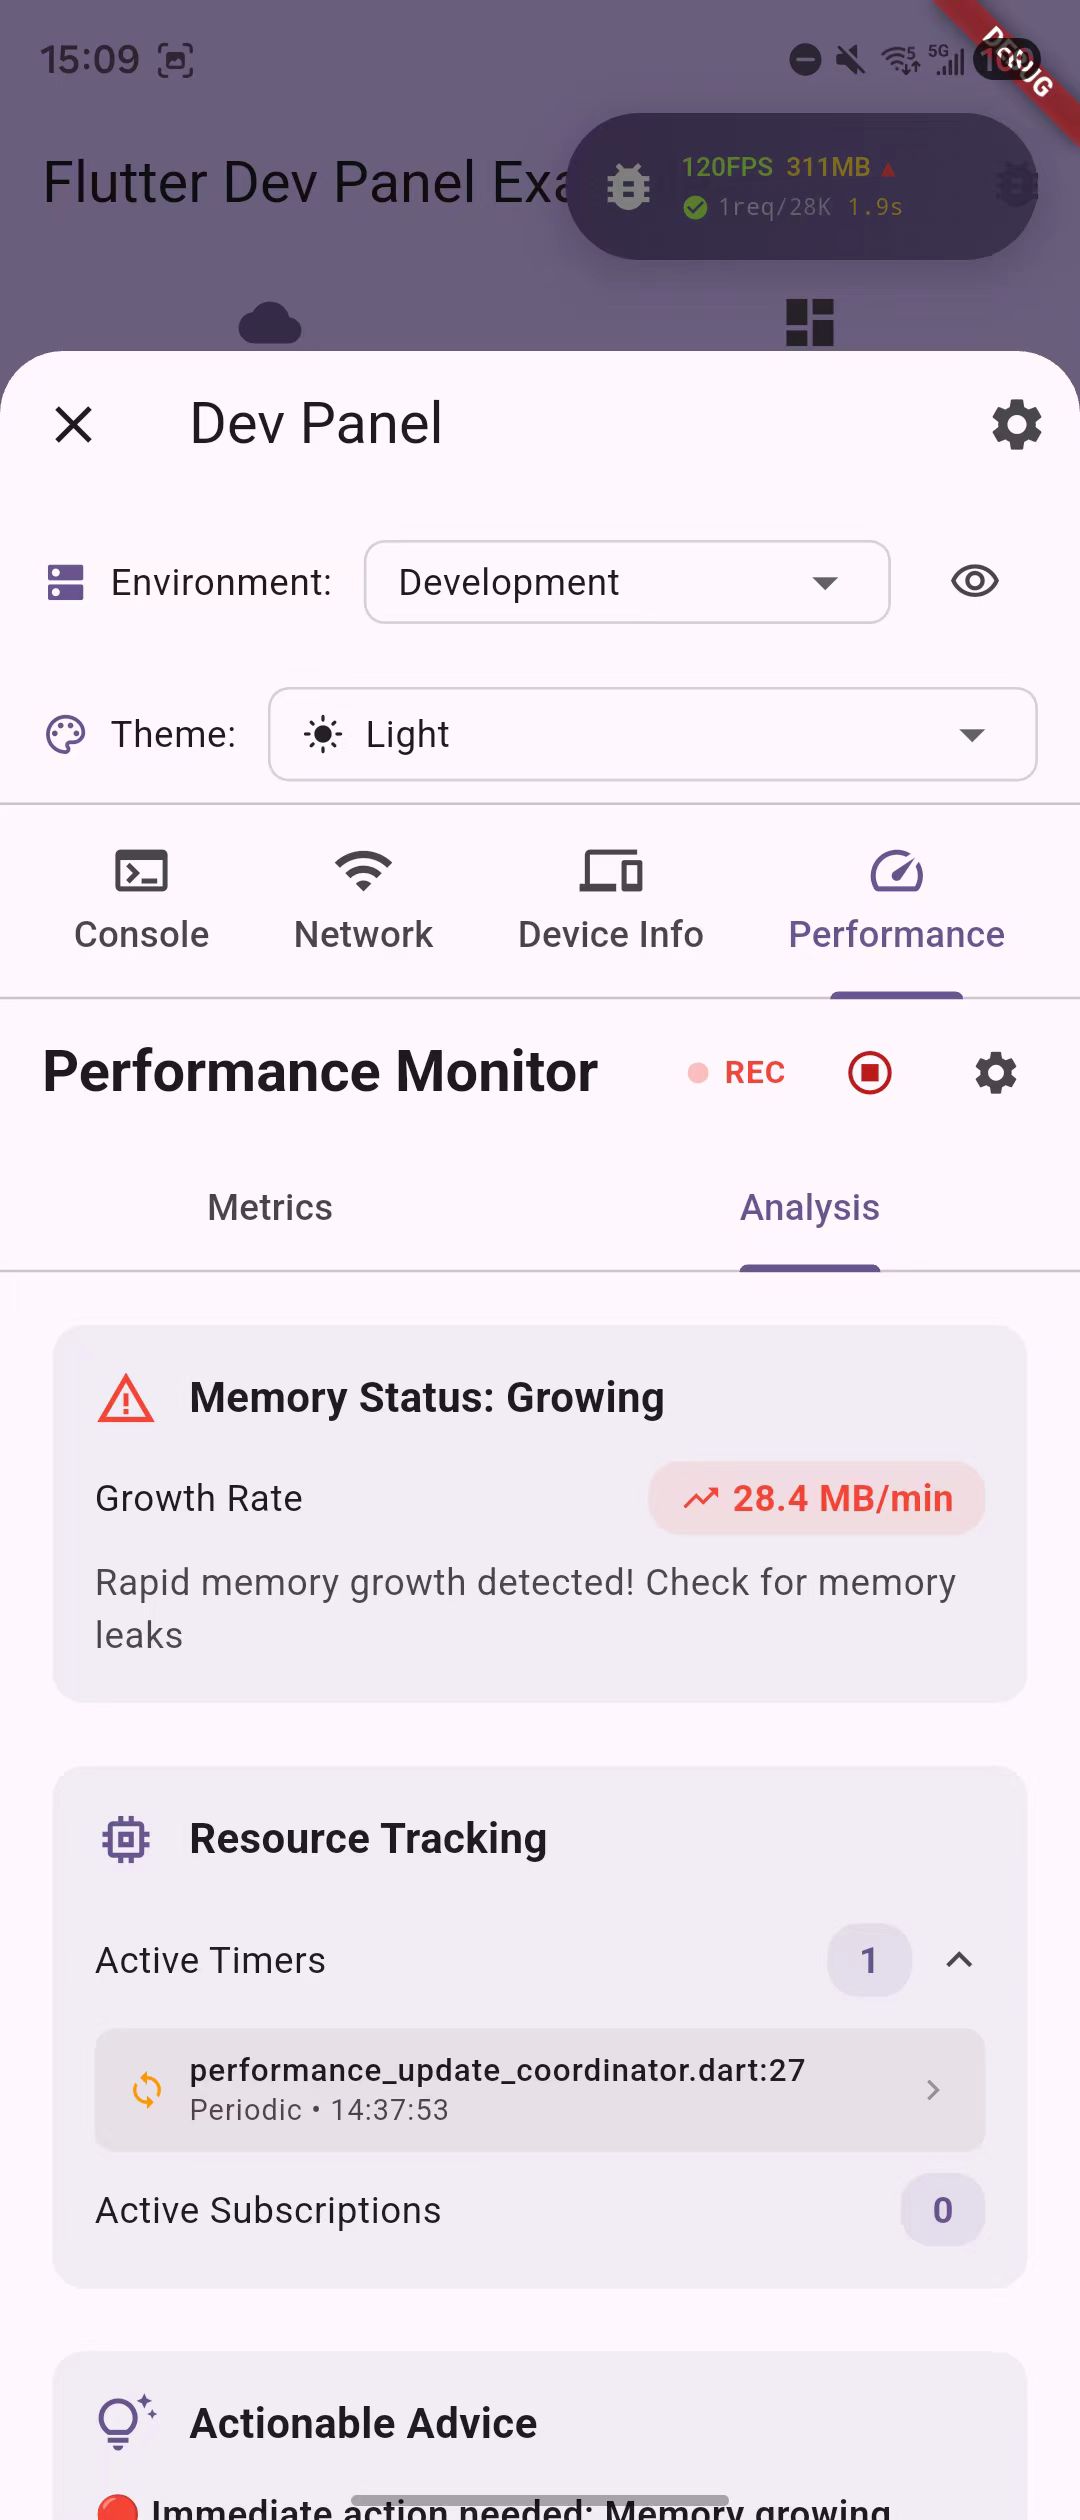 15:09
5G
DEBUG
Flutter Dev Panel Exa
120FPS 311MB
1req/28K 1.9s
Dev Panel
Environment: Development
Theme: Light
Console Network Device Info Performance
Performance Monitor REC
Metrics Analysis
Memory Status: Growing
Growth Rate 28.4 MB/min
Rapid memory growth detected! Check for memory
leaks
Resource Tracking
Active Timers 1
performance_update_coordinator.dart:27
Periodic • 14:37:53
Active Subscriptions 0
Actionable Advice
Immediate action needed: Memory growing